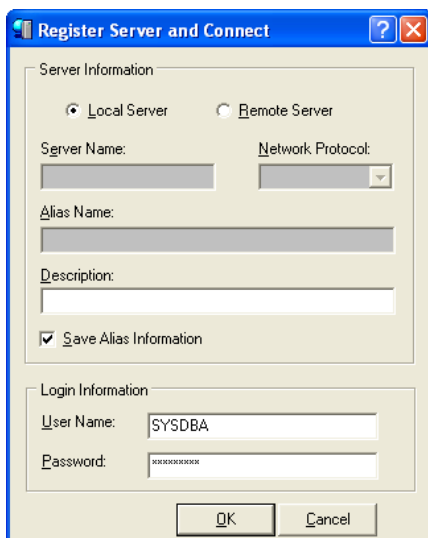 Register Server and Connect
Server Information
Local Server Remote Server
Server Name: Network Protocol:
Alias Name:
Description:
Save Alias Information
Login Information
User Name: SYSDBA
Password: *********
OK Cancel